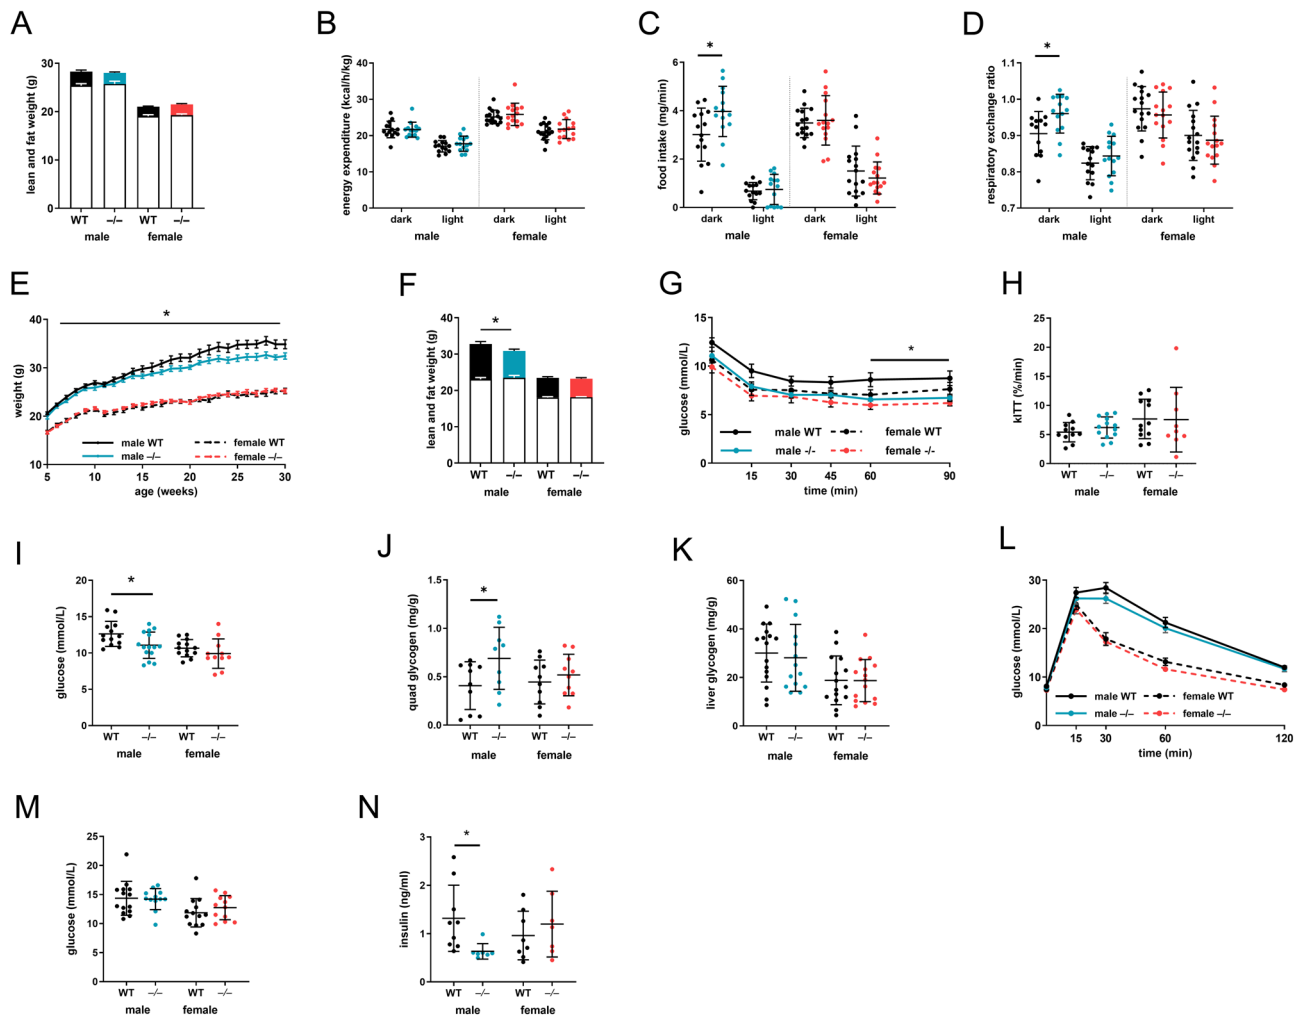 A
lean and fat weight (g)
40
30
20
10
0
WT
–/–
WT
–/–
male
female
B
energy expenditure (kcal/h/kg)
40
30
20
10
0
dark
light
dark
light
male
female
C
food intake (mg/min)
6
4
2
0
*
dark
light
dark
light
male
female
D
respiratory exchange ratio
1.1
1.0
0.9
0.8
0.7
*
dark
light
dark
light
male
female
E
weight (g)
40
30
20
10
*
male WT
female WT
male –/–
female –/–
5
10
15
20
25
30
age (weeks)
F
lean and fat weight (g)
40
30
20
10
0
*
WT
–/–
WT
–/–
male
female
G
glucose (mmol/L)
15
10
5
0
*
male WT
female WT
male -/-
female -/-
15
30
45
60
90
time (min)
H
kITT (%/min)
25
20
15
10
5
0
WT
–/–
WT
–/–
male
female
I
glucose (mmol/L)
20
15
10
5
0
*
WT
–/–
WT
–/–
male
female
J
quad glycogen (mg/g)
1.5
1.0
0.5
0.0
*
WT
–/–
WT
–/–
male
female
K
liver glycogen (mg/g)
60
40
20
0
WT
–/–
WT
–/–
male
female
L
glucose (mmol/L)
30
20
10
0
male WT
female WT
male –/–
female –/–
15
30
60
120
time (min)
M
glucose (mmol/L)
25
20
15
10
5
0
WT
–/–
WT
–/–
male
female
N
insulin (ng/ml)
3
2
1
0
*
WT
–/–
WT
–/–
male
female